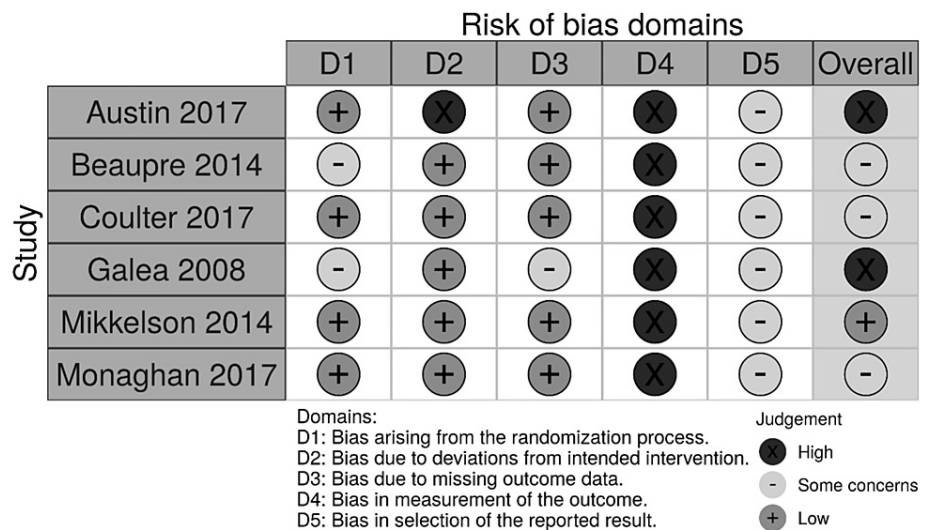 Risk of bias domains
D1 D2 D3 D4 D5 Overall
Study
Austin 2017 + X + X - X
Beaupre 2014 - + + X - -
Coulter 2017 + + + X - -
Galea 2008 - + - X - X
Mikkelson 2014 + + + X - +
Monaghan 2017 + + + X - -
Domains:
D1: Bias arising from the randomization process.
D2: Bias due to deviations from intended intervention.
D3: Bias due to missing outcome data.
D4: Bias in measurement of the outcome.
D5: Bias in selection of the reported result.
Judgement
X High
- Some concerns
+ Low